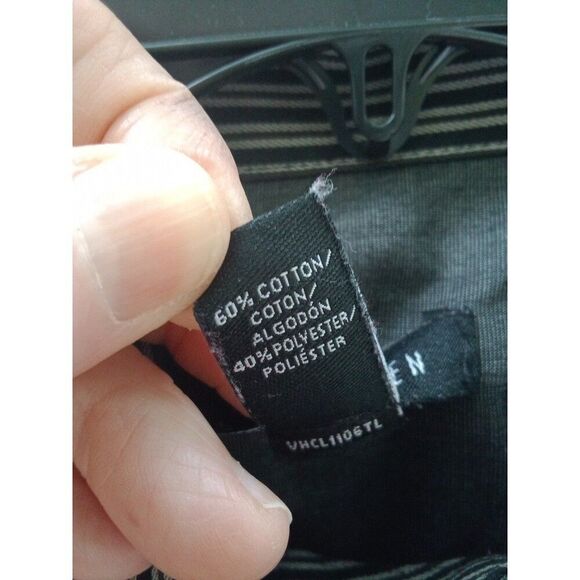 60% COTTON/
COTON/
ALGODÓN
40% POLYESTER/
POLIÉSTER
EN
VHCL1106TL